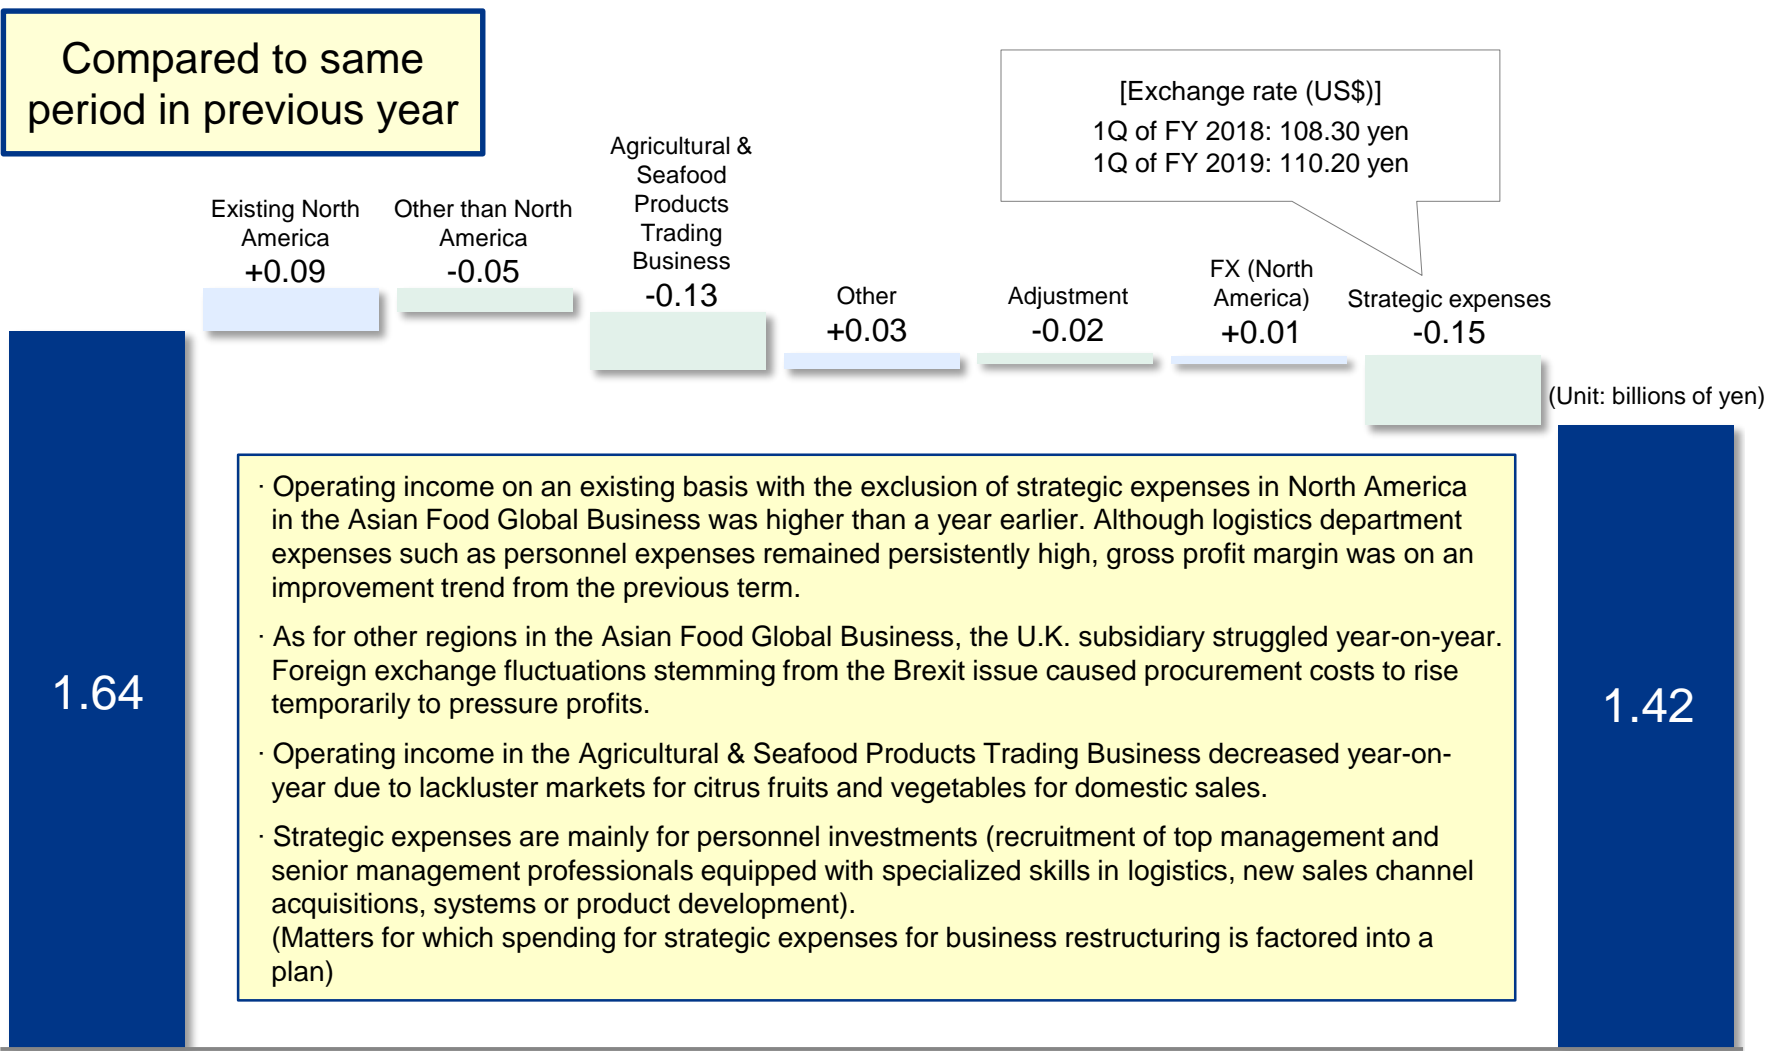 Compared to same
period in previous year
[Exchange rate (US$)]
1Q of FY 2018: 108.30 yen
1Q of FY 2019: 110.20 yen
Existing North
America
+0.09
Other than North
America
-0.05
Agricultural &
Seafood
Products
Trading
Business
-0.13
Other
+0.03
Adjustment
-0.02
FX (North
America)
+0.01
Strategic expenses
-0.15
(Unit: billions of yen)
1.64
· Operating income on an existing basis with the exclusion of strategic expenses in North America
in the Asian Food Global Business was higher than a year earlier. Although logistics department
expenses such as personnel expenses remained persistently high, gross profit margin was on an
improvement trend from the previous term.
· As for other regions in the Asian Food Global Business, the U.K. subsidiary struggled year-on-year.
Foreign exchange fluctuations stemming from the Brexit issue caused procurement costs to rise
temporarily to pressure profits.
· Operating income in the Agricultural & Seafood Products Trading Business decreased year-on-
year due to lackluster markets for citrus fruits and vegetables for domestic sales.
· Strategic expenses are mainly for personnel investments (recruitment of top management and
senior management professionals equipped with specialized skills in logistics, new sales channel
acquisitions, systems or product development).
(Matters for which spending for strategic expenses for business restructuring is factored into a
plan)
1.42